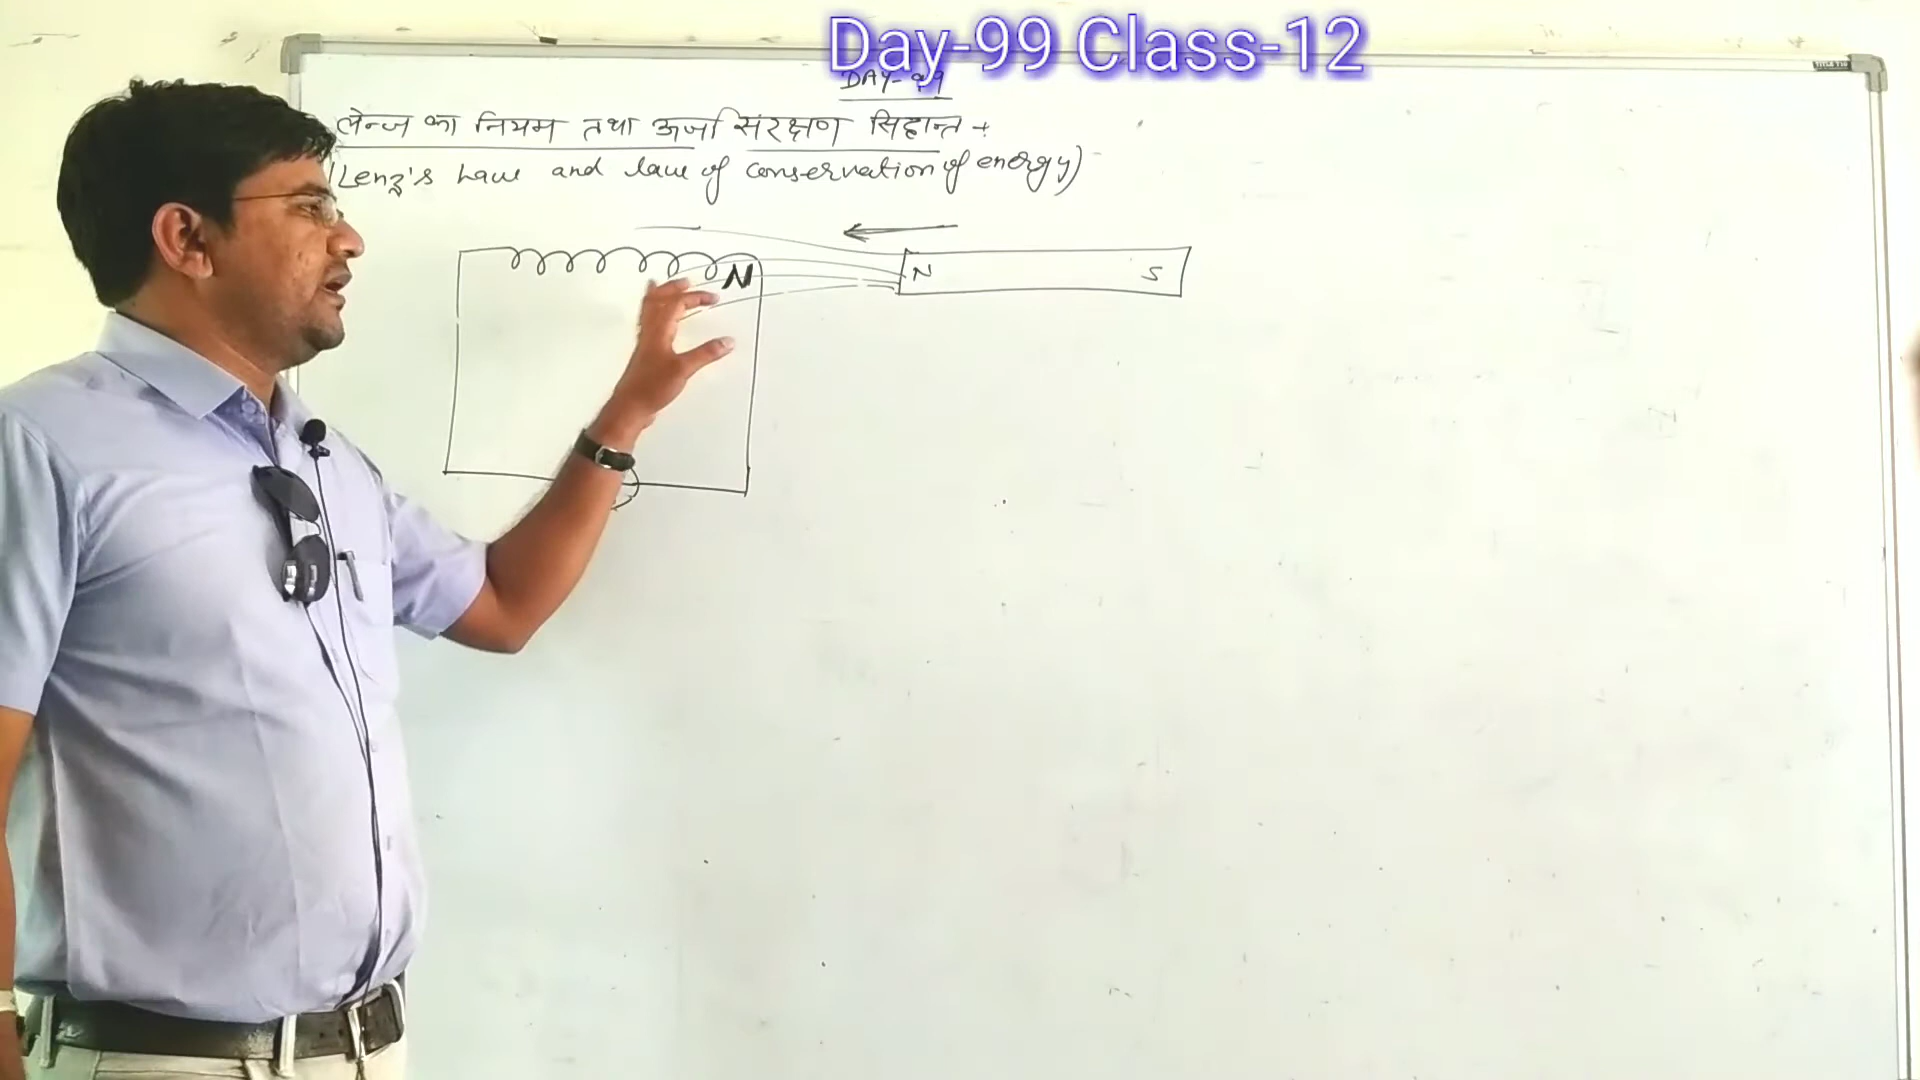 Day-99 Class-12
DAY-99
लेन्ज का नियम तथा ऊर्जा संरक्षण सिद्धान्त :-
(Lenz's Law and law of conservation of energy)
N
N S